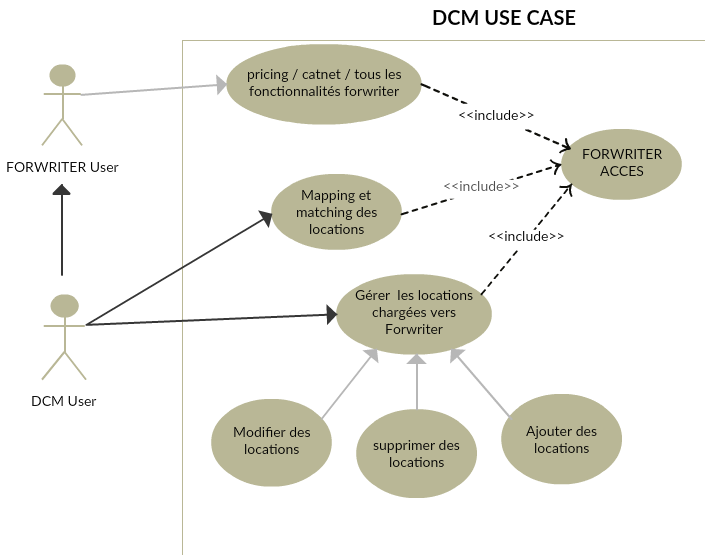 DCM USE CASE
pricing / catnet / tous les
fonctionnalités forwriter
<<include>>
FORWRITER
ACCES
FORWRITER User
Mapping et
matching des
locations
<<include>>
<<include>>
Gérer les locations
chargées vers
Forwriter
DCM User
Modifier des
locations
supprimer des
locations
Ajouter des
locations